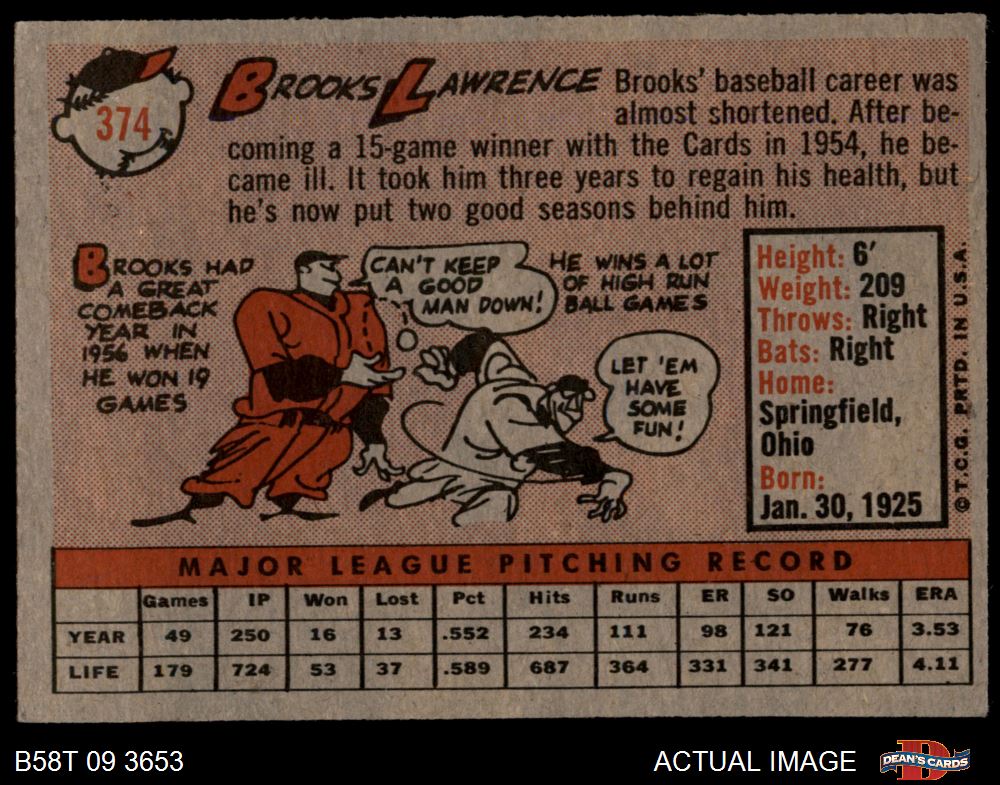 374
BROOKS LAWRENCE Brooks' baseball career was
almost shortened. After be-
coming a 15-game winner with the Cards in 1954, he be-
came ill. It took him three years to regain his health, but
he's now put two good seasons behind him.
BROOKS HAD
A GREAT
COMEBACK
YEAR IN
1956 WHEN
HE WON 19
GAMES
CAN'T KEEP
A GOOD
MAN DOWN!
HE WINS A LOT
OF HIGH RUN
BALL GAMES
LET 'EM
HAVE
SOME
FUN!
Height: 6'
Weight: 209
Throws: Right
Bats: Right
Home:
Springfield,
Ohio
Born:
Jan. 30, 1925
© T.C.G. PRTD. IN U.S.A.
MAJOR LEAGUE PITCHING RECORD
Games IP Won Lost Pct Hits Runs ER SO Walks ERA
YEAR 49 250 16 13 .552 234 111 98 121 76 3.53
LIFE 179 724 53 37 .589 687 364 331 341 277 4.11
B58T 09 3653
ACTUAL IMAGE
D
DEAN'S CARDS